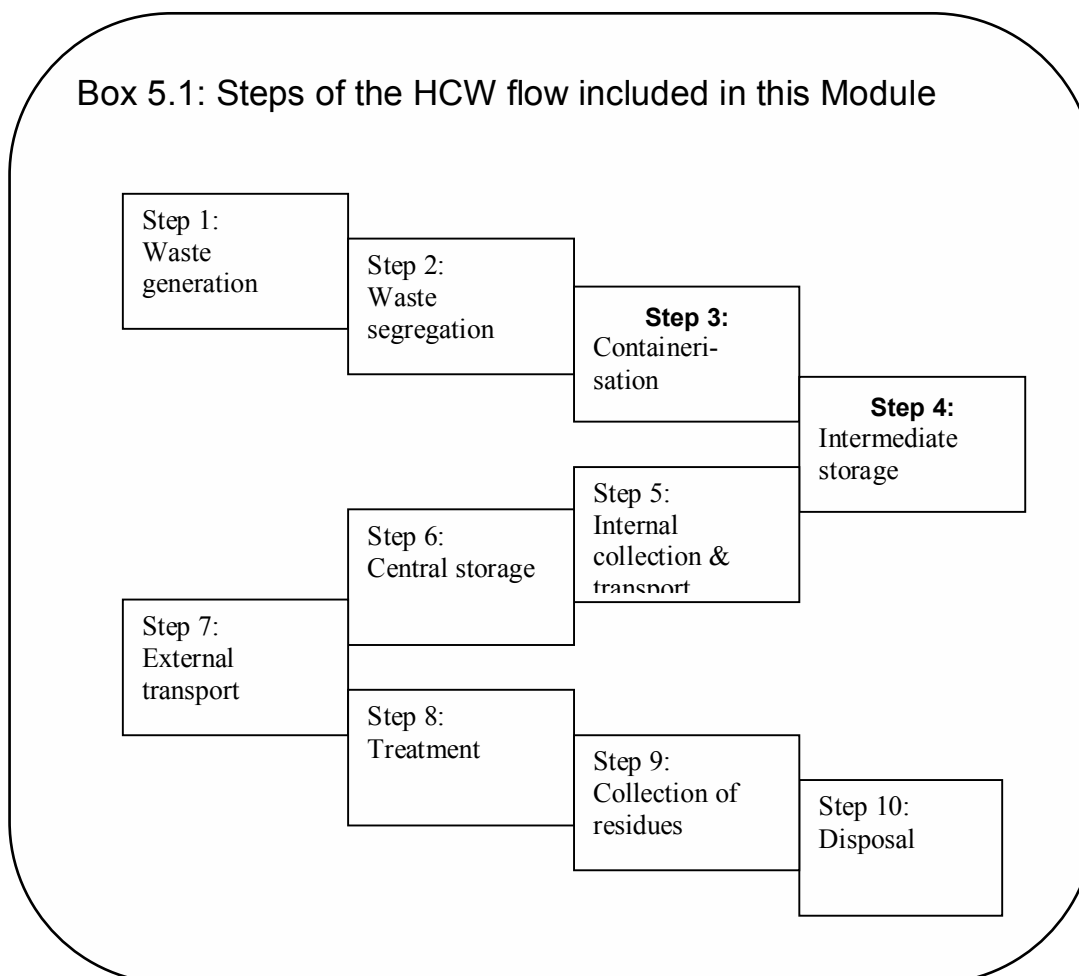 Box 5.1: Steps of the HCW flow included in this Module
Step 1:
Waste
generation
Step 2:
Waste
segregation
Step 3:
Containeri-
sation
Step 4:
Intermediate
storage
Step 5:
Internal
collection &
transport
Step 6:
Central storage
Step 7:
External
transport
Step 8:
Treatment
Step 9:
Collection of
residues
Step 10:
Disposal